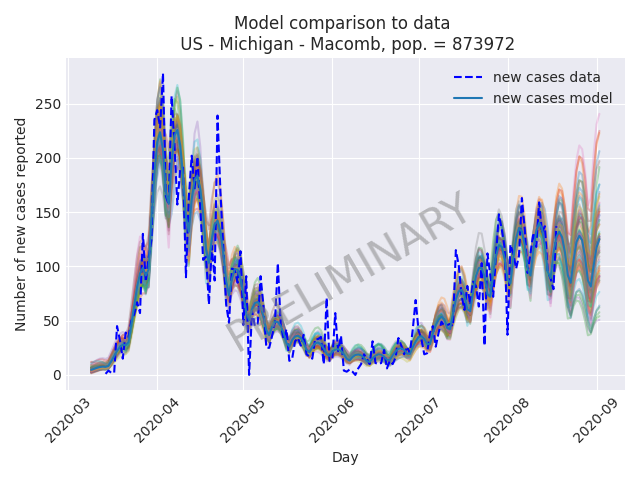 Model comparison to data
US - Michigan - Macomb, pop. = 873972
new cases data
new cases model
Number of new cases reported
250
200
150
100
50
0
PRELIMINARY
2020-03
2020-04
2020-05
2020-06
2020-07
2020-08
2020-09
Day